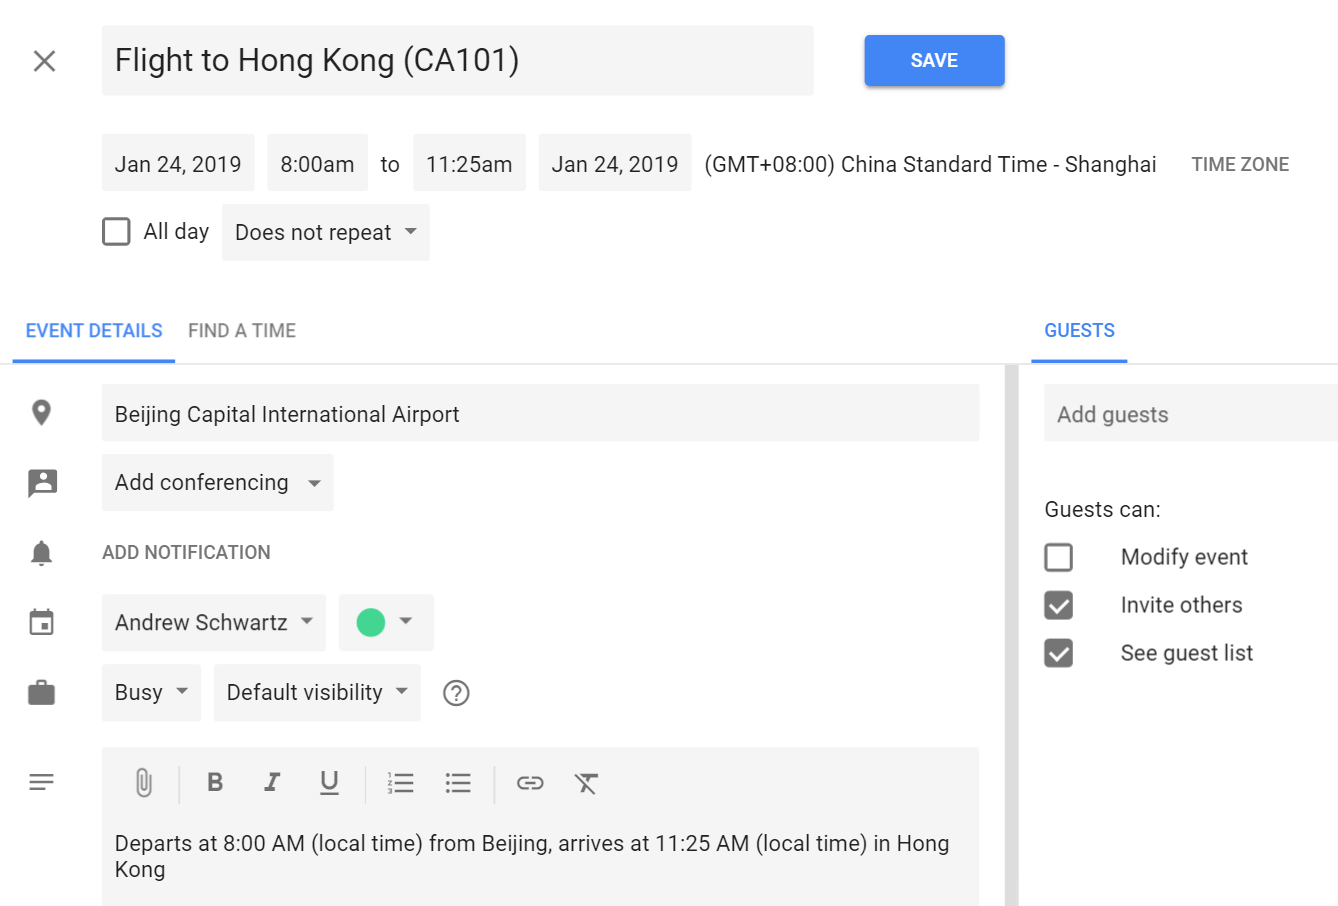 Flight to Hong Kong (CA101)
SAVE
Jan 24, 2019 8:00am to 11:25am Jan 24, 2019 (GMT+08:00) China Standard Time - Shanghai TIME ZONE
All day Does not repeat
EVENT DETAILS FIND A TIME
GUESTS
Beijing Capital International Airport
Add guests
Add conferencing
Guests can:
ADD NOTIFICATION
Modify event
Andrew Schwartz
Invite others
See guest list
Busy Default visibility ?
B I U
Departs at 8:00 AM (local time) from Beijing, arrives at 11:25 AM (local time) in Hong
Kong